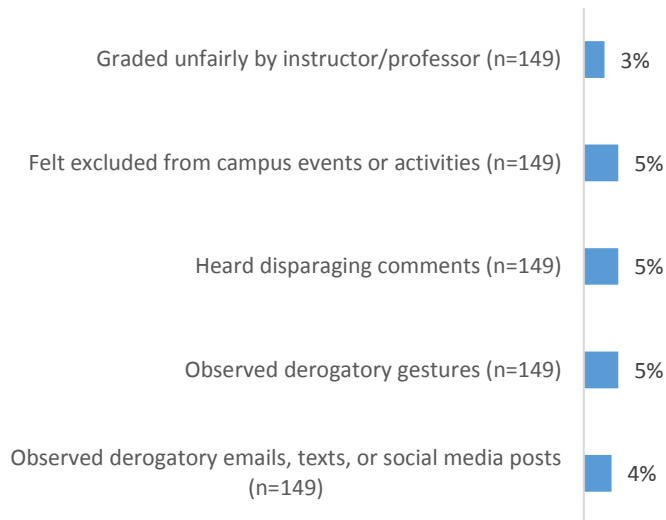 Graded unfairly by instructor/professor (n=149) 3%
Felt excluded from campus events or activities (n=149) 5%
Heard disparaging comments (n=149) 5%
Observed derogatory gestures (n=149) 5%
Observed derogatory emails, texts, or social media posts
(n=149) 4%